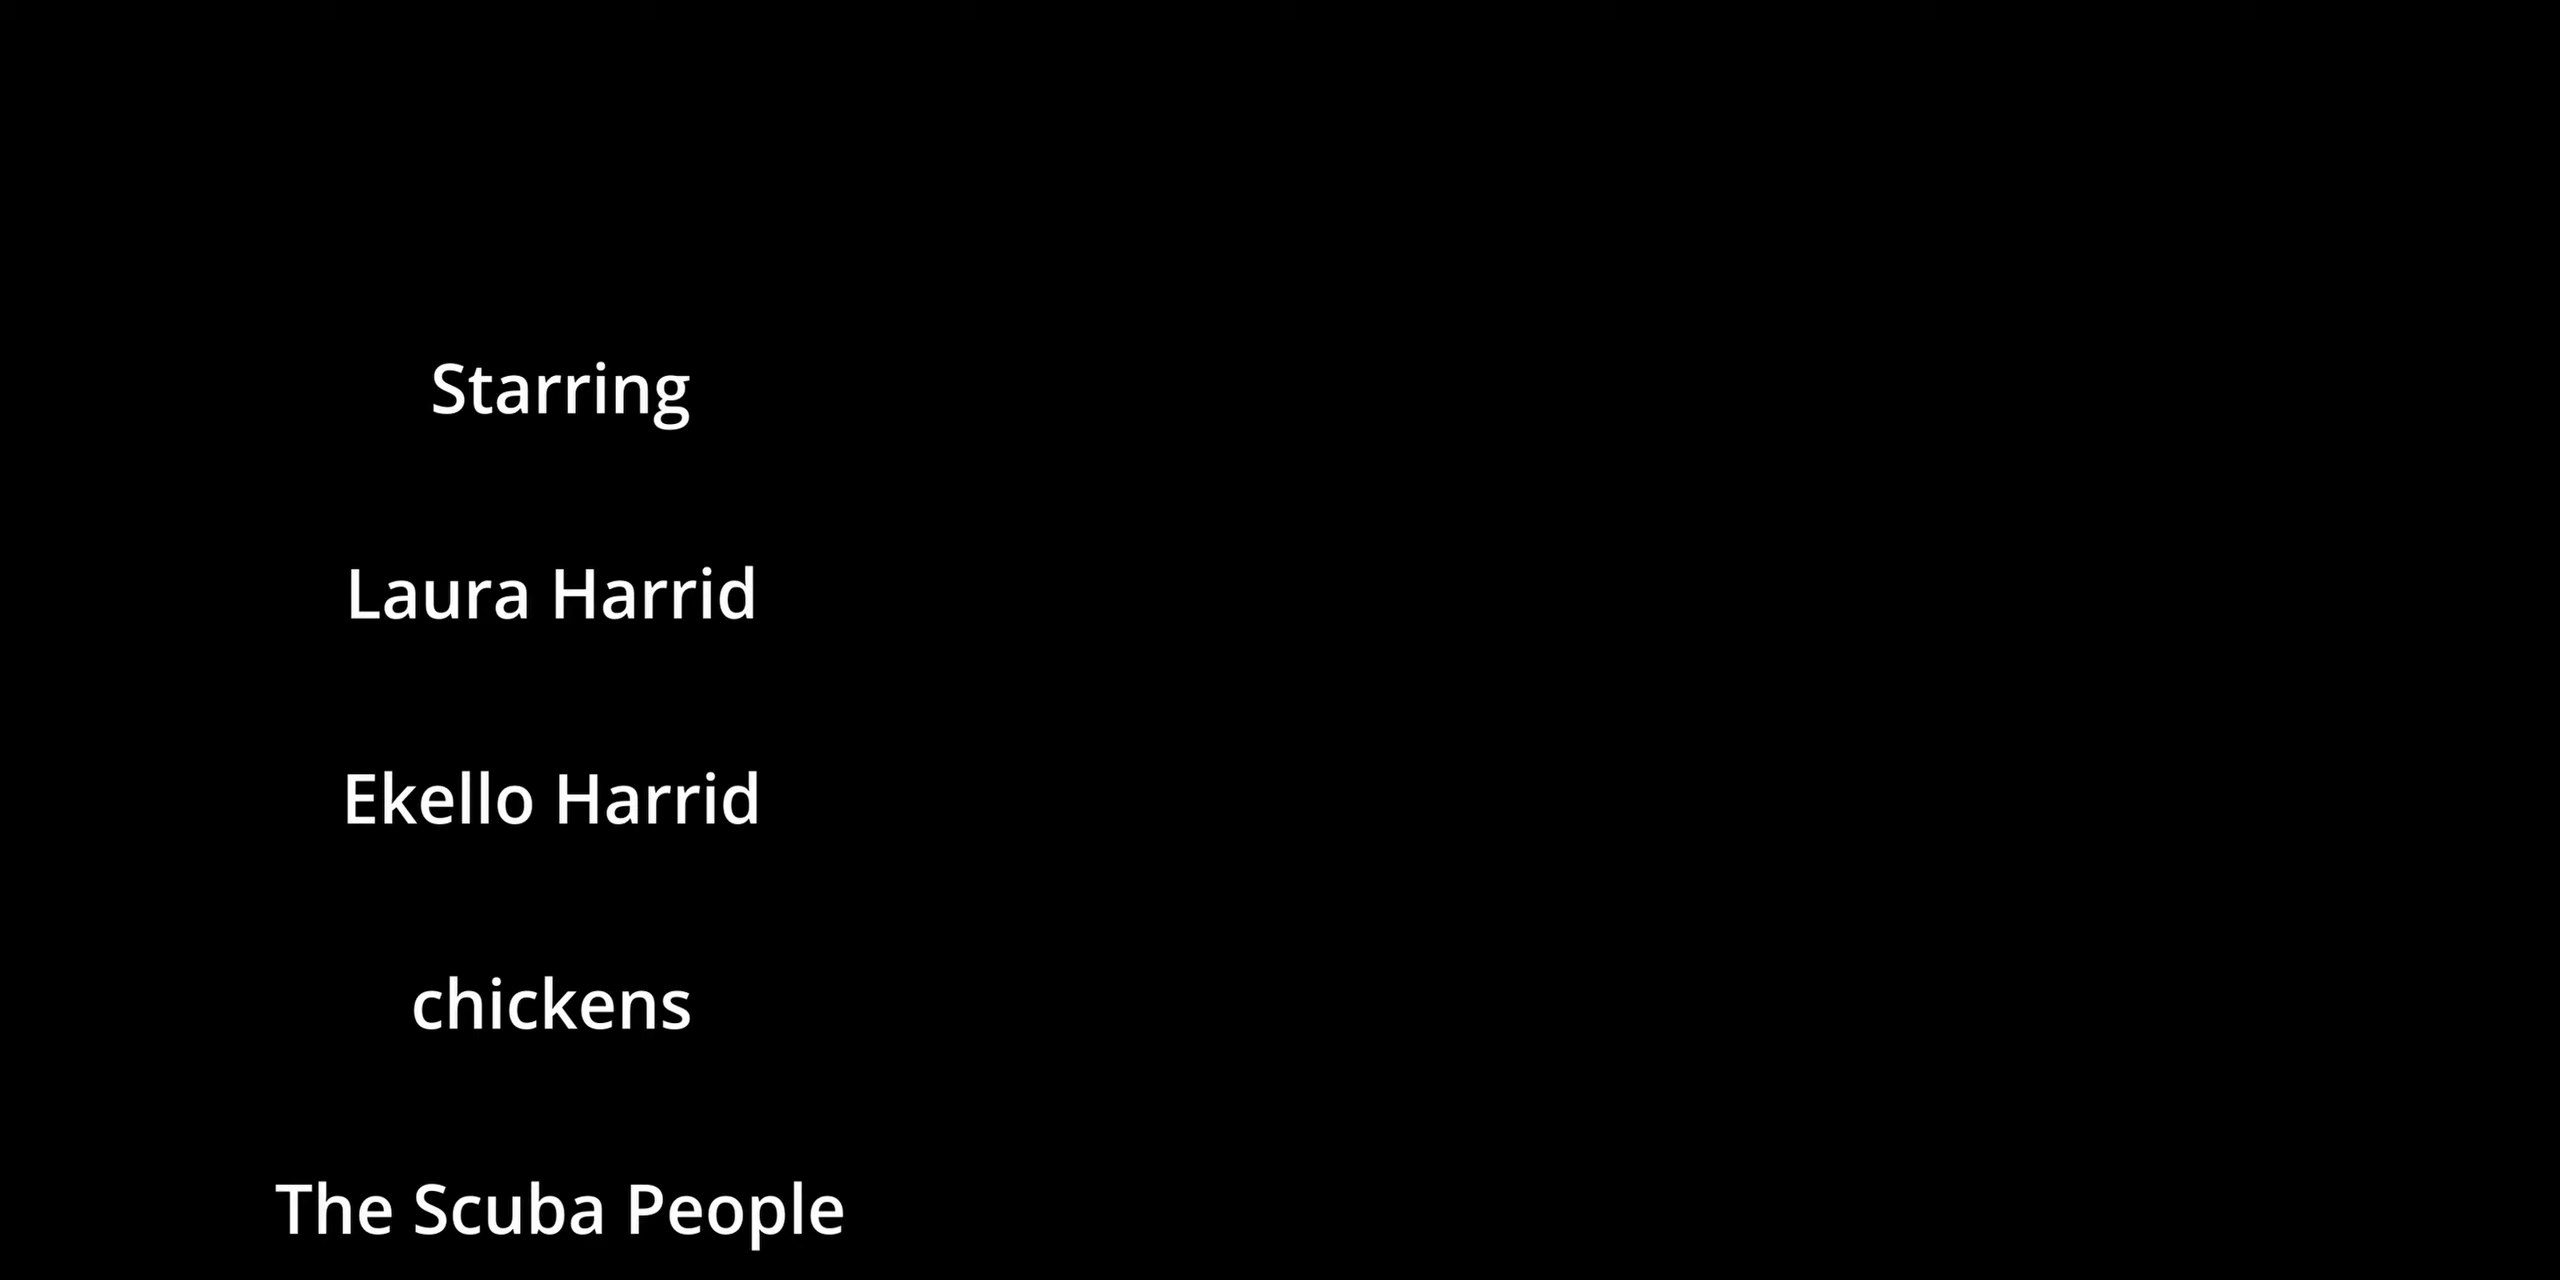 Starring
Laura Harrid
Ekello Harrid
chickens
The Scuba People